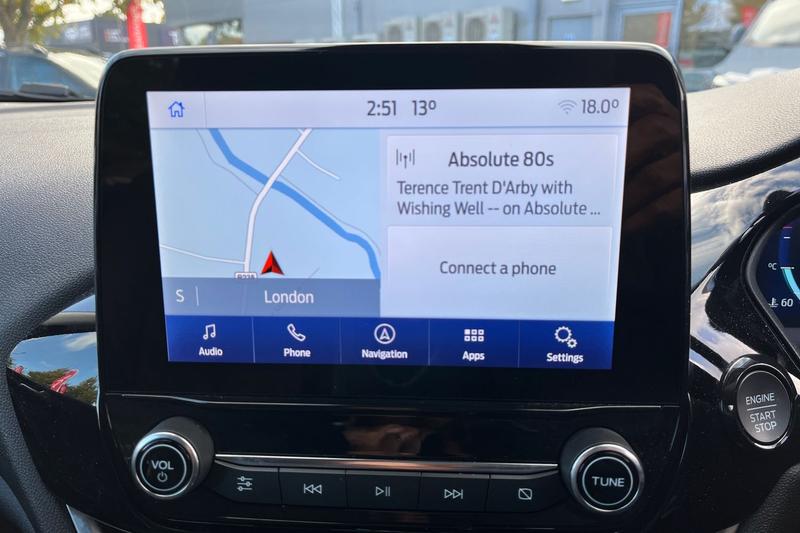 2:51 13° 18.0°
Absolute 80s
Terence Trent D'Arby with
Wishing Well -- on Absolute ...
Connect a phone
S | London
Audio Phone Navigation Apps Settings
°C
60
ENGINE
START
STOP
VOL
TUNE